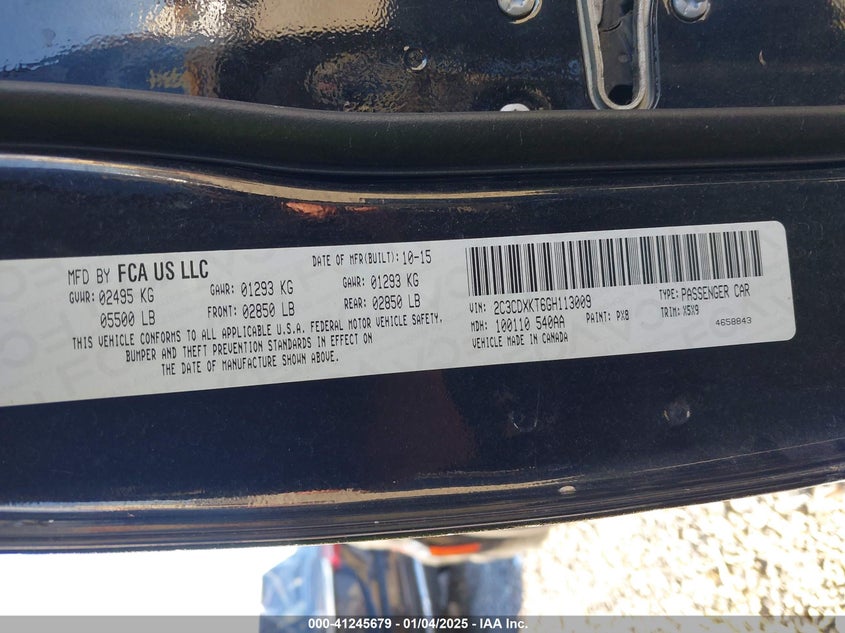 MFD BY FCA US LLC
DATE OF MFR(BUILT): 10-15
GVWR: 02495 KG
GAWR: 01293 KG
GAWR: 01293 KG
05500 LB
FRONT: 02850 LB
REAR: 02850 LB
THIS VEHICLE CONFORMS TO ALL APPLICABLE U.S.A. FEDERAL MOTOR VEHICLE SAFETY,
BUMPER AND THEFT PREVENTION STANDARDS IN EFFECT ON
THE DATE OF MANUFACTURE SHOWN ABOVE.
VIN: 2C3CDXKT6GH113009
TYPE: PASSENGER CAR
MDH: 100110 540AA
PAINT: PX8
TRIM: X5X9
VEHICLE MADE IN CANADA
4658843
000-41245679 - 01/04/2025 - IAA Inc.